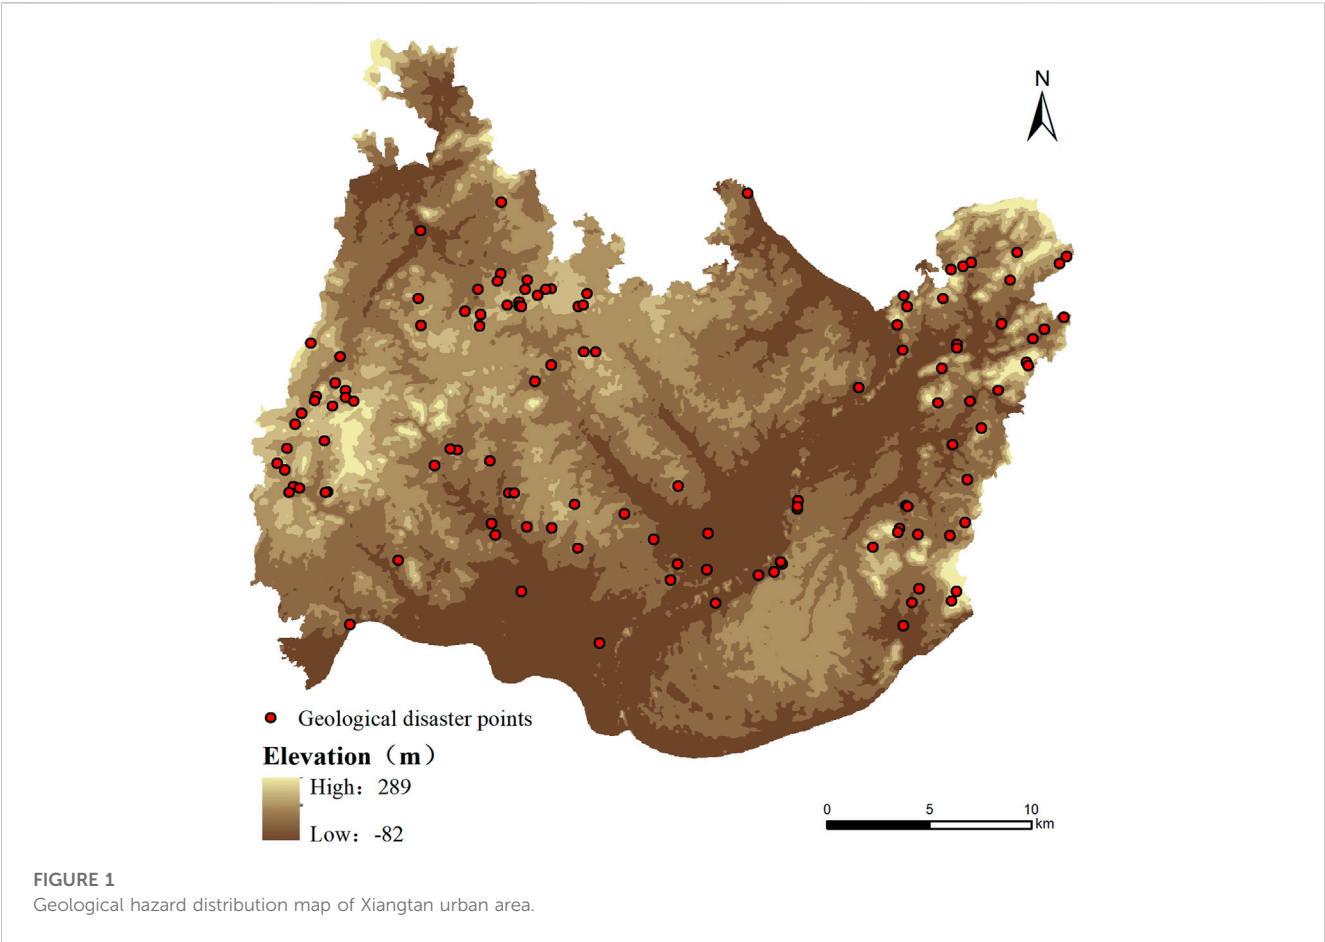 N
Geological disaster points
Elevation（m）
High：289
Low：-82
0 5 10
km
FIGURE 1
Geological hazard distribution map of Xiangtan urban area.